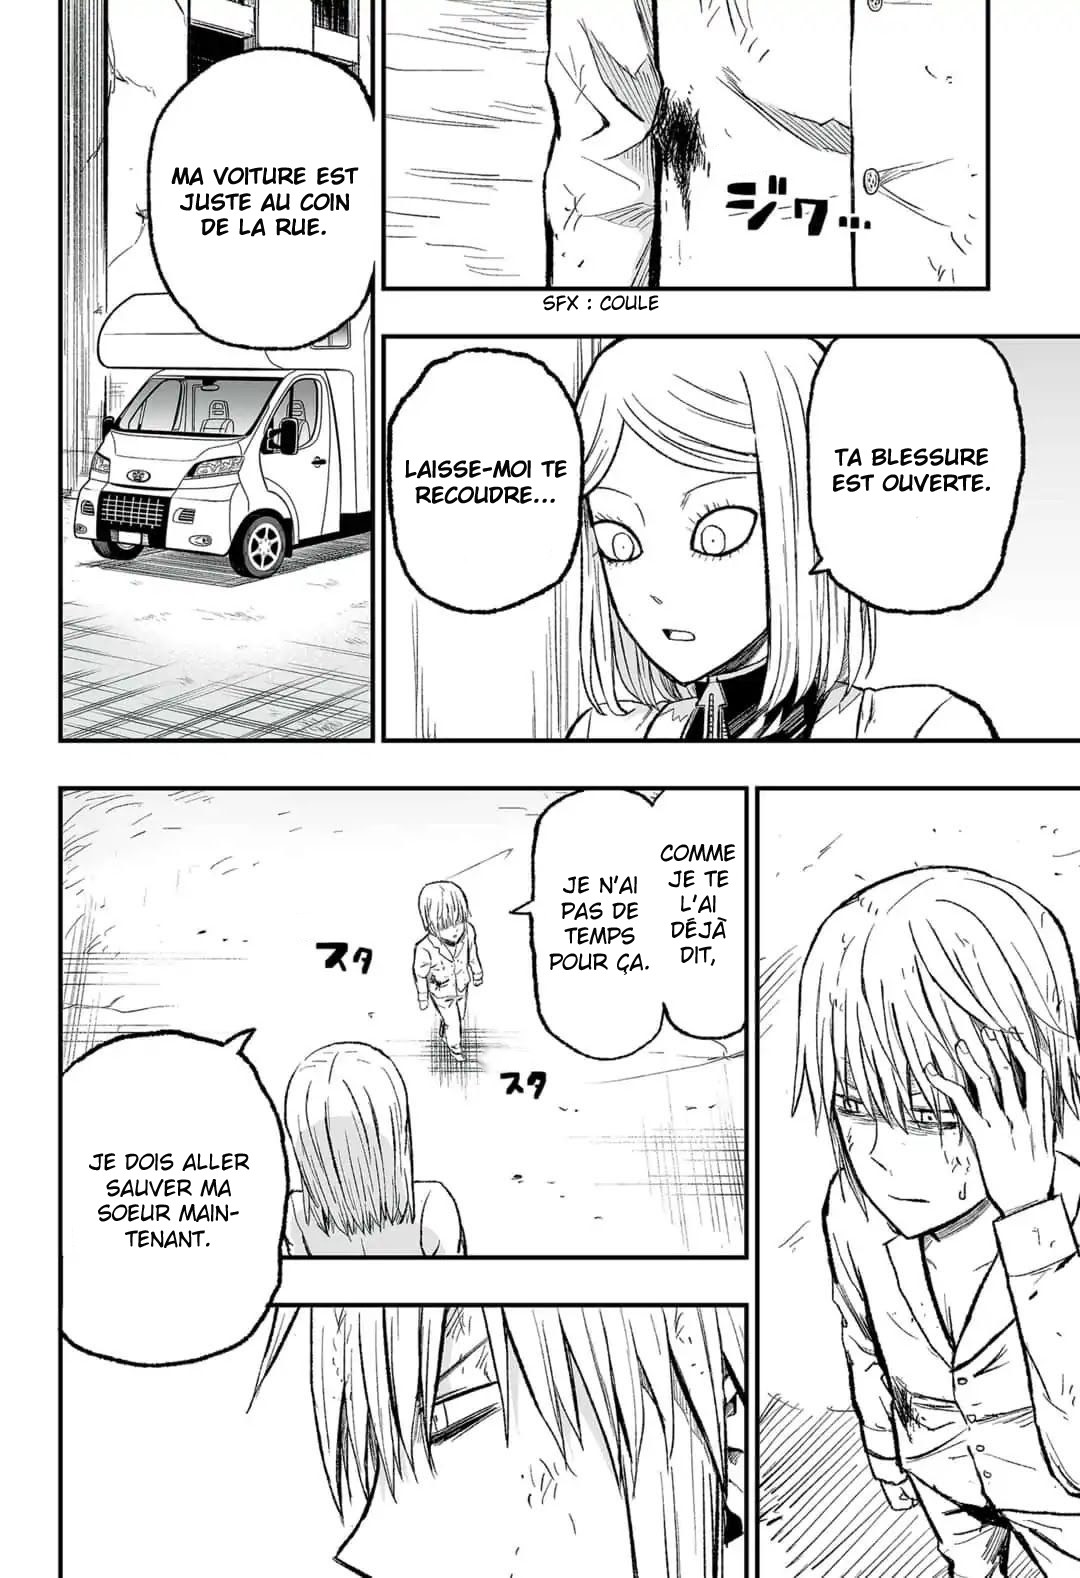 ジワ…
SFX : COULE
TA BLESSURE
EST OUVERTE.
LAISSE-MOI TE
RECOUDRE...
MA VOITURE EST
JUSTE AU COIN
DE LA RUE.
COMME
JE TE
L'AI
DÉJÀ
DIT,
JE N'AI
PAS DE
TEMPS
POUR ÇA.
スタ
スタ
JE DOIS ALLER
SAUVER MA
SOEUR MAIN-
TENANT.